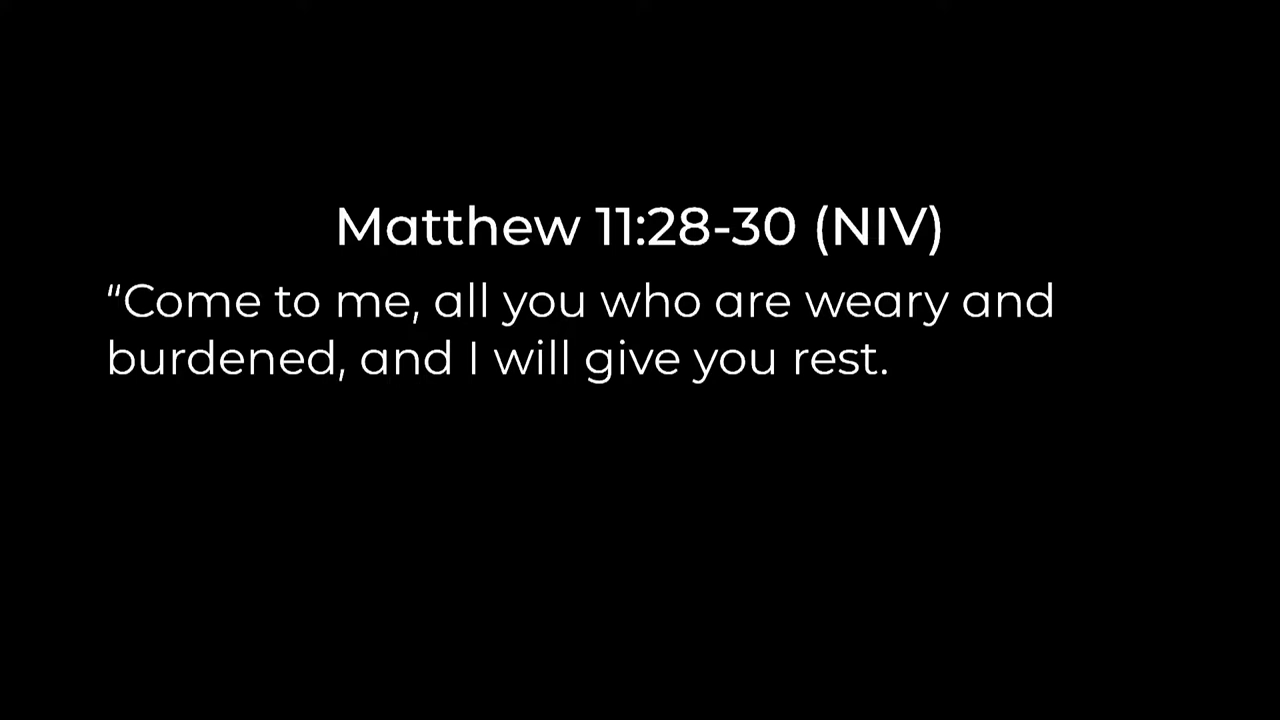 Matthew 11:28-30 (NIV)
“Come to me, all you who are weary and
burdened, and I will give you rest.